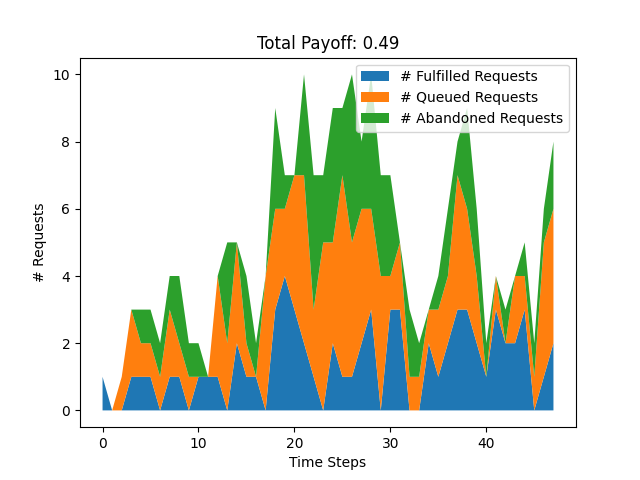 Total Payoff: 0.49
# Fulfilled Requests
# Queued Requests
# Abandoned Requests
10
8
6
4
2
0
# Requests
0
10
20
30
40
Time Steps